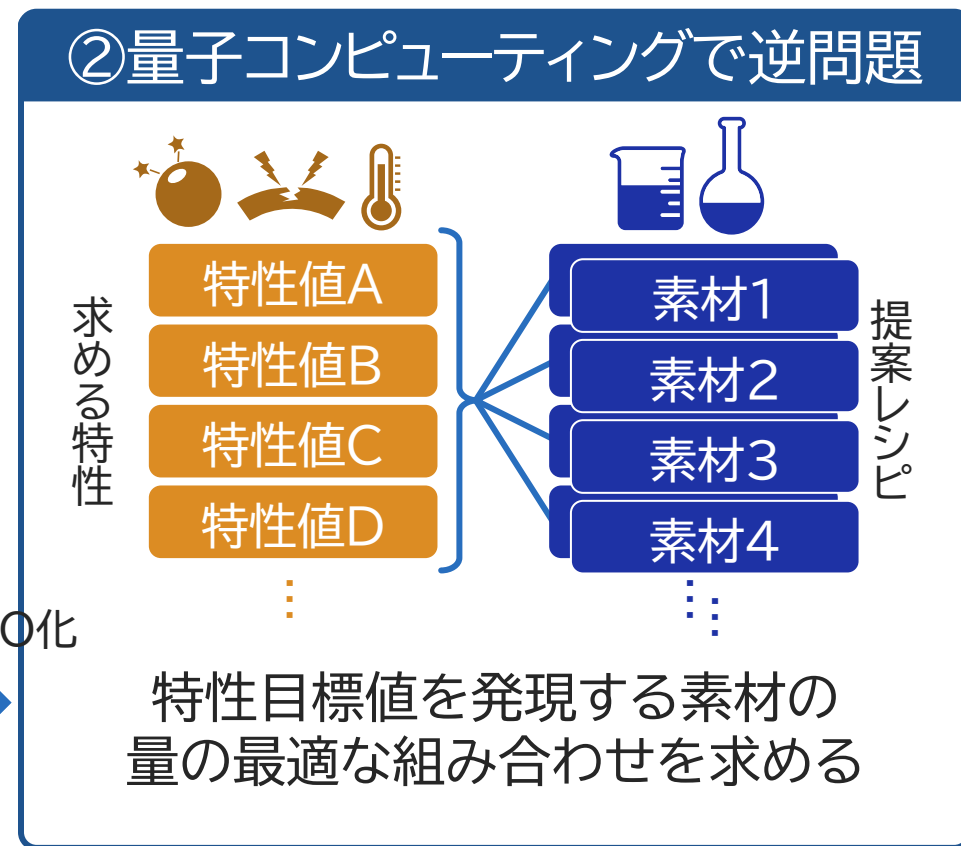 ②量子コンピューティングで逆問題
求める特性
特性値A
特性値B
特性値C
特性値D
素材1
素材2
素材3
素材4
提案レシピ
O化
特性目標値を発現する素材の
量の最適な組み合わせを求める